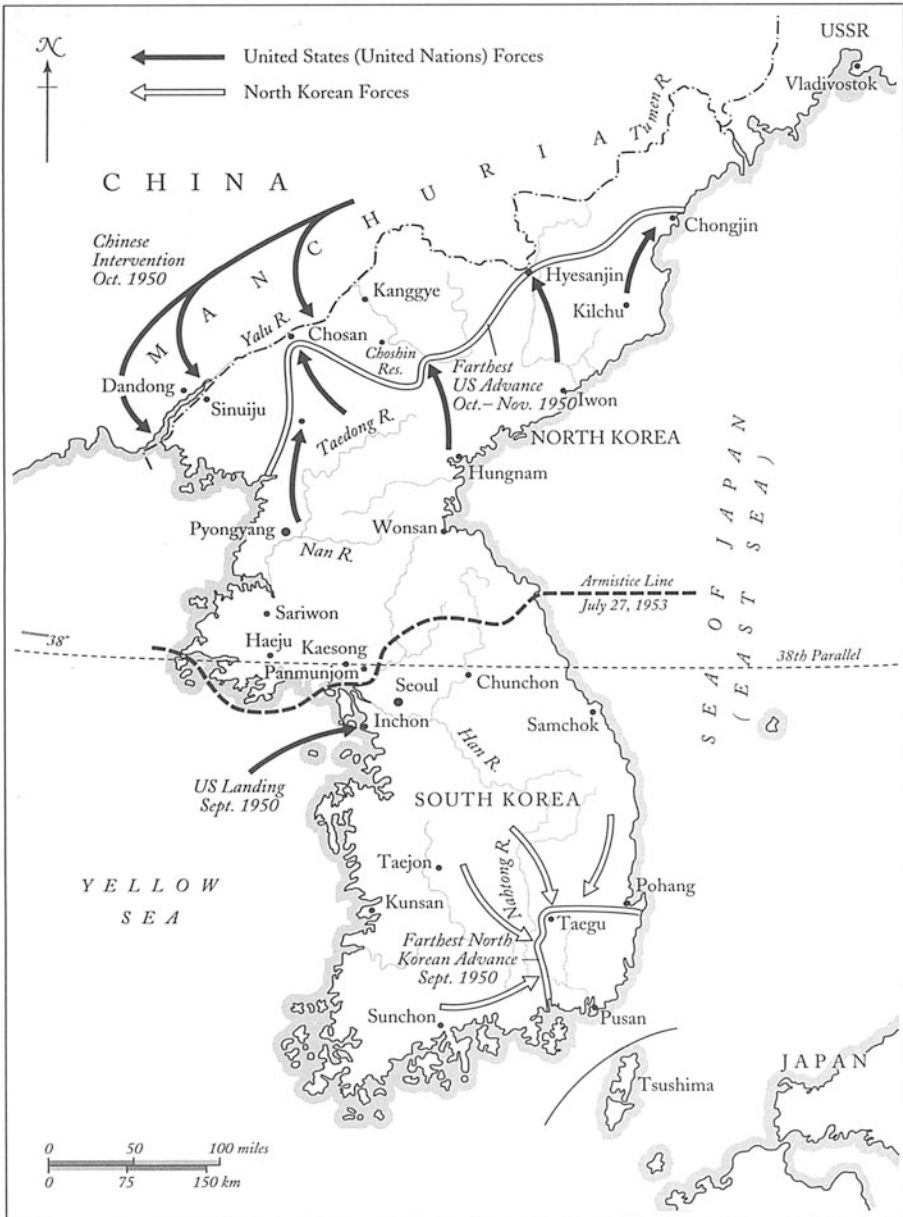 N
United States (United Nations) Forces
North Korean Forces
USSR
Vladivostok
Tumen R.
CHINA
MANCHURIA
Chinese
Intervention
Oct. 1950
Chongjin
Hyesanjin
Kanggye
Kilchu
Yalu R.
Chosan
Choshin
Res.
Farthest
US Advance
Oct.–Nov. 1950
Dandong
Sinuiju
Iwon
Taedong R.
NORTH KOREA
Hungnam
SEA OF JAPAN
(EAST SEA)
Pyongyang
Wonsan
Nan R.
Armistice Line
July 27, 1953
Sariwon
38°
Haeju
Kaesong
38th Parallel
Panmunjom
Seoul
Chunchon
Inchon
Samchok
Han R.
US Landing
Sept. 1950
SOUTH KOREA
Taejon
Nahtong R.
YELLOW
SEA
Pohang
Kunsan
Taegu
Farthest North
Korean Advance
Sept. 1950
Sunchon
Pusan
JAPAN
Tsushima
0 50 100 miles
0 75 150 km